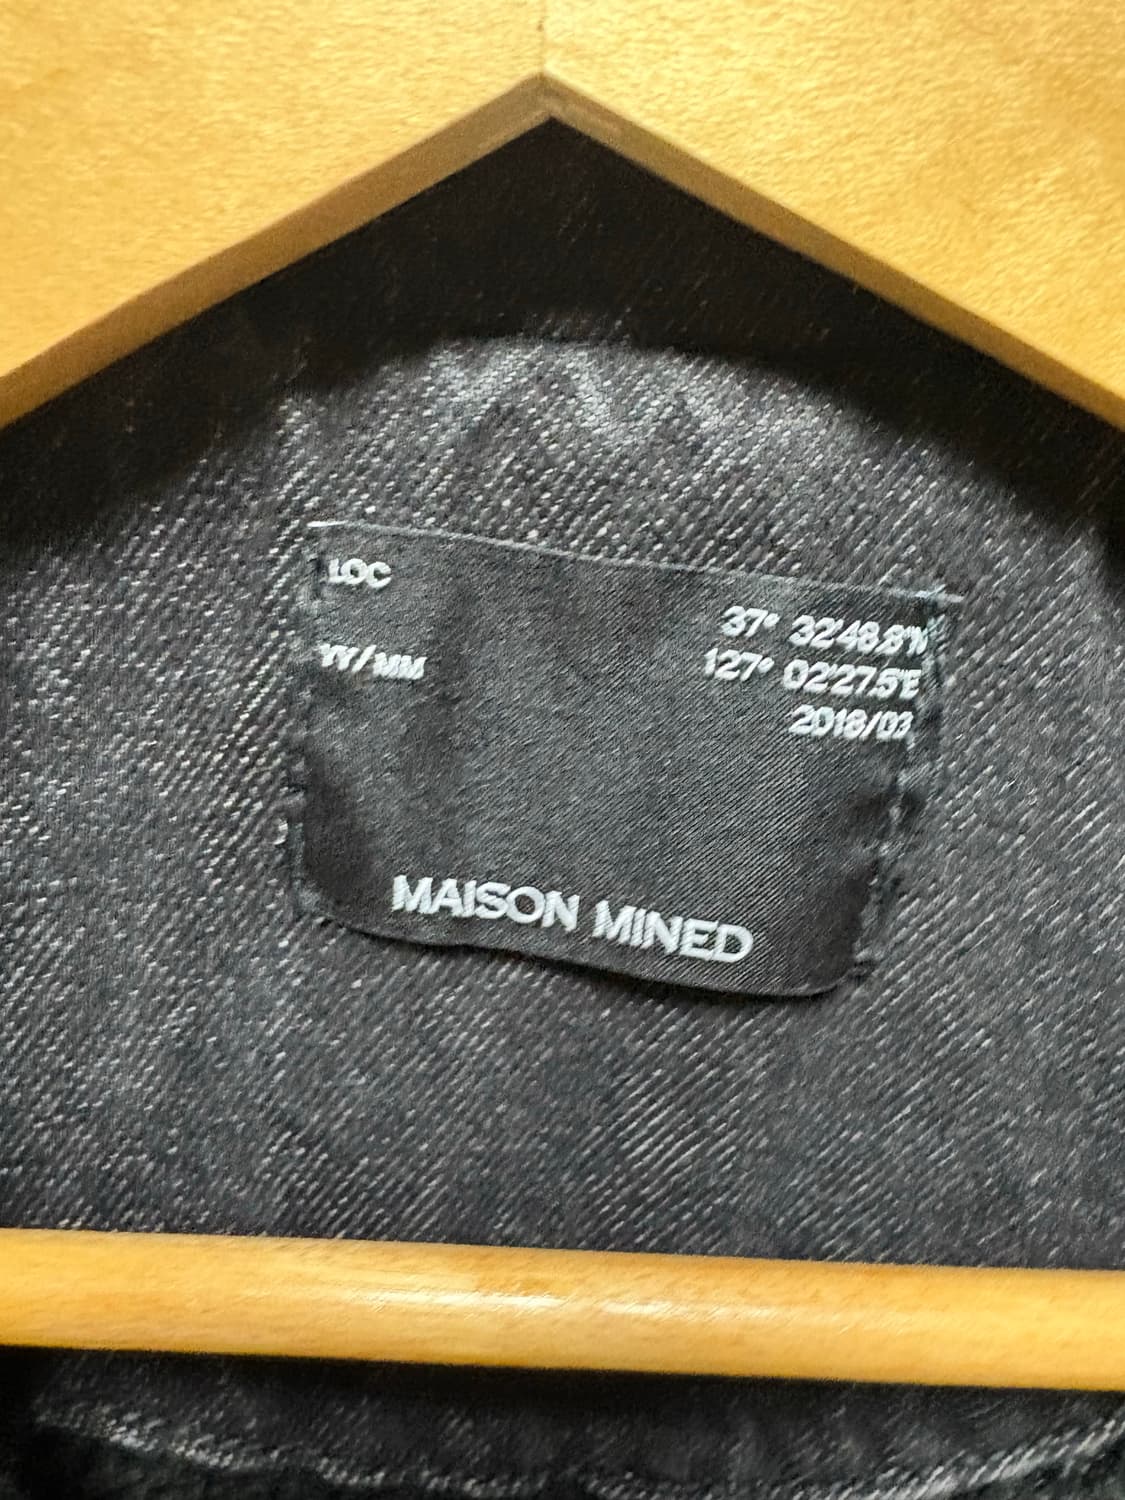 LOC
37° 32'48.8"N
127° 02'27.5"E
YY/MM
2018/03
MAISON MINED